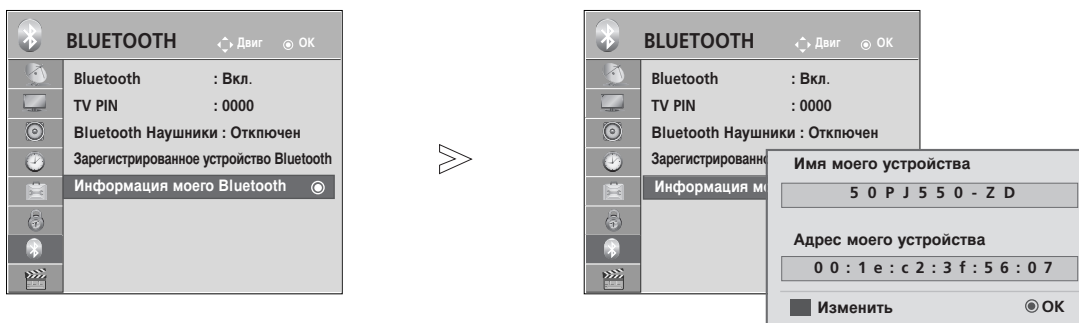 BLUETOOTH Двиг OK
Bluetooth : Вкл.
TV PIN : 0000
Bluetooth Наушники : Откпючен
Зарегистрированное устройство Bluetooth
Информация моего Bluetooth
BLUETOOTH Двиг OK
Bluetooth : Вкл.
TV PIN : 0000
Bluetooth Наушники : Откпючен
Зарегистрированно
Информация мо
Имя моего устройства
50PJ550-ZD
Адрес моего устройства
00:1e:c2:3f:56:07
Изменить OK